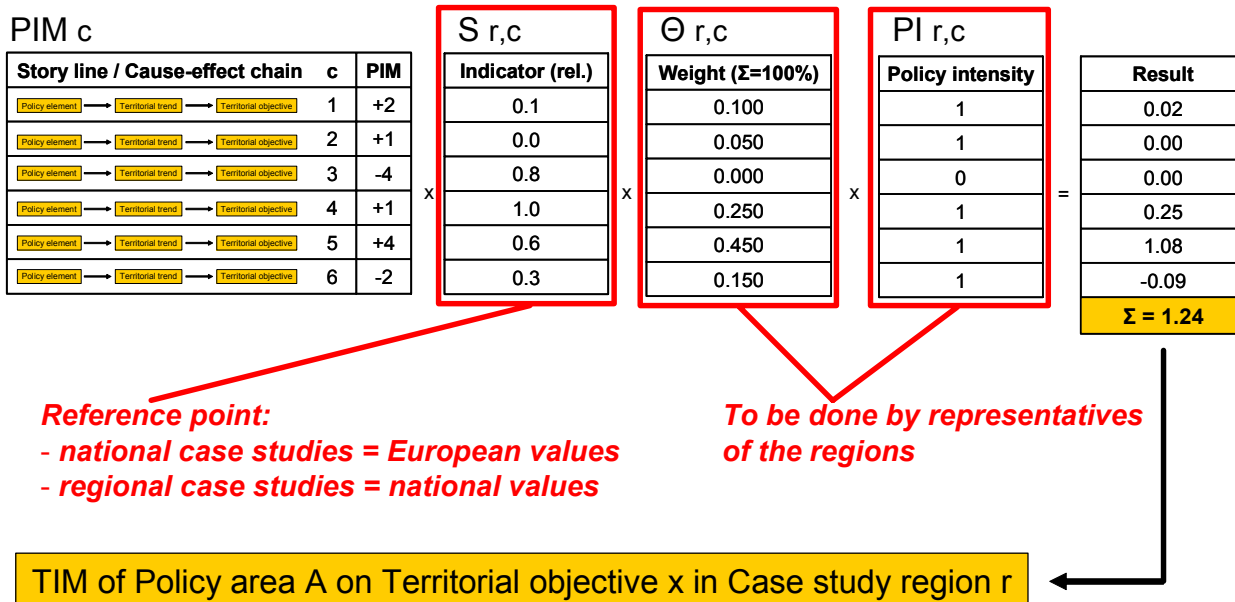 PIM c S r,c Θ r,c PI r,c
Story line / Cause-effect chain c PIM Indicator (rel.) Weight (Σ=100%) Policy intensity Result
Policy element Territorial trend Territorial objective 1 +2 0.1 0.100 1 0.02
Policy element Territorial trend Territorial objective 2 +1 0.0 0.050 1 0.00
Policy element Territorial trend Territorial objective 3 -4 0.8 0.000 0 0.00
x x x =
Policy element Territorial trend Territorial objective 4 +1 1.0 0.250 1 0.25
Policy element Territorial trend Territorial objective 5 +4 0.6 0.450 1 1.08
Policy element Territorial trend Territorial objective 6 -2 0.3 0.150 1 -0.09
Σ = 1.24
Reference point:
- national case studies = European values
- regional case studies = national values
To be done by representatives
of the regions
TIM of Policy area A on Territorial objective x in Case study region r